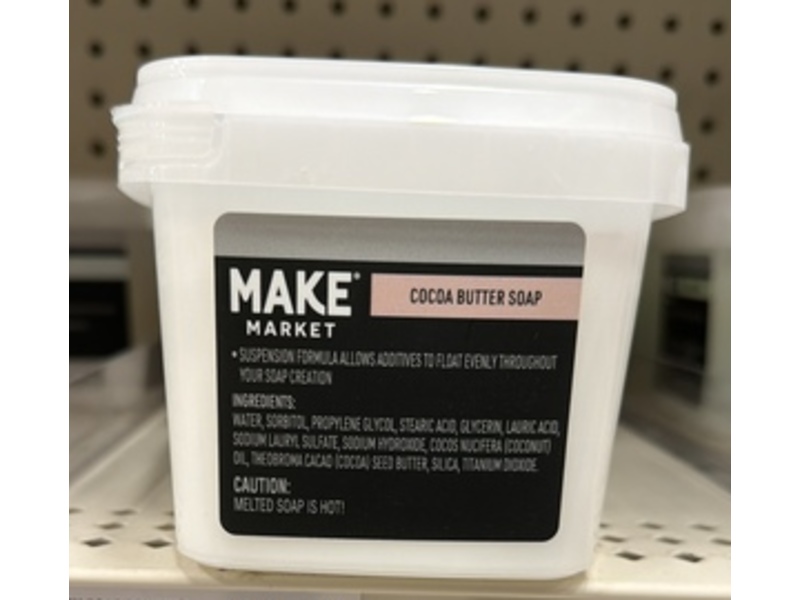 MAKE®
MARKET
COCOA BUTTER SOAP
• SUSPENSION FORMULA ALLOWS ADDITIVES TO FLOAT EVENLY THROUGHOUT
YOUR SOAP CREATION
INGREDIENTS:
WATER, SORBITOL, PROPYLENE GLYCOL, STEARIC ACID, GLYCERIN, LAURIC ACID,
SODIUM LAURYL SULFATE, SODIUM HYDROXIDE, COCOS NUCIFERA (COCONUT)
OIL, THEOBROMA CACAO (COCOA) SEED BUTTER, SILICA, TITANIUM DIOXIDE.
CAUTION:
MELTED SOAP IS HOT!